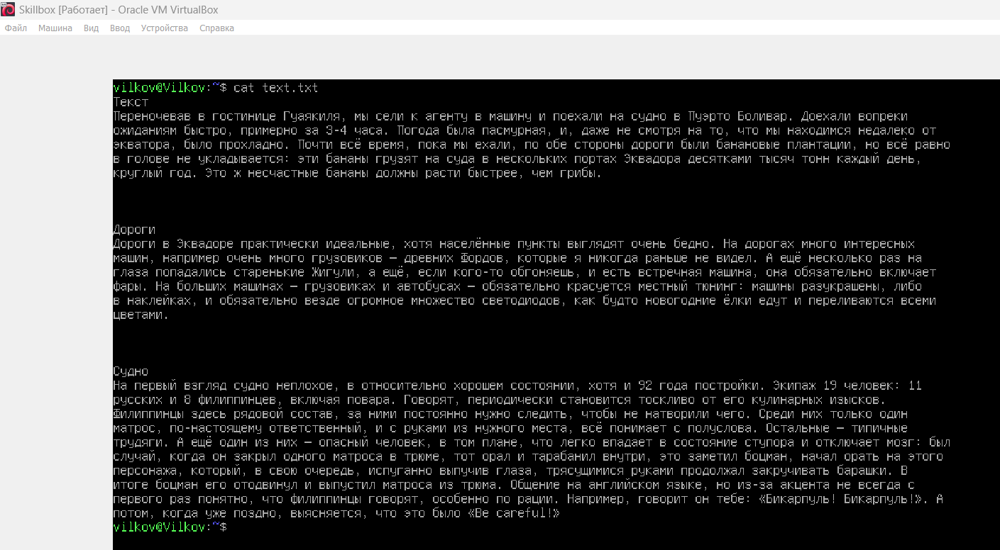 Skillbox [Работает] - Oracle VM VirtualBox
Файл Машина Вид Ввод Устройства Справка
vilkov@Vilkov:~$ cat text.txt
Текст
Переночевав в гостинице Гуаякиля, мы сели к агенту в машину и поехали на судно в Пуэрто Боливар. Доехали вопреки
ожиданиям быстро, примерно за 3-4 часа. Погода была пасмурная, и, даже не смотря на то, что мы находимся недалеко от
экватора, было прохладно. Почти всё время, пока мы ехали, по обе стороны дороги были банановые плантации, но всё равно
в голове не укладывается: эти бананы грузят на суда в нескольких портах Эквадора десятками тысяч тонн каждый день,
круглый год. Это ж несчастные бананы должны расти быстрее, чем грибы.
Дороги
Дороги в Эквадоре практически идеальные, хотя населённые пункты выглядят очень бедно. На дорогах много интересных
машин, например очень много грузовиков – древних Фордов, которые я никогда раньше не видел. А ещё несколько раз на
глаза попадались старенькие Жигули, а ещё, если кого-то обгоняешь, и есть встречная машина, она обязательно включает
фары. На больших машинах – грузовиках и автобусах – обязательно красуется местный тюнинг: машины разукрашены, либо
в наклейках, и обязательно везде огромное множество светодиодов, как будто новогодние ёлки едут и переливаются всеми
цветами.
Судно
На первый взгляд судно неплохое, в относительно хорошем состоянии, хотя и 92 года постройки. Экипаж 19 человек: 11
русских и 8 филиппинцев, включая повара. Говорят, периодически становится тоскливо от его кулинарных изысков.
Филиппинцы здесь рядовой состав, за ними постоянно нужно следить, чтобы не натворили чего. Среди них только один
матрос, по-настоящему ответственный, и с руками из нужного места, всё понимает с полуслова. Остальные – типичные
трудяги. А ещё один из них – опасный человек, в том плане, что легко впадает в состояние ступора и отключает мозг: был
случай, когда он закрыл одного матроса в трюме, тот орал и тарабанил внутри, это заметил боцман, начал орать на этого
персонажа, который, в свою очередь, испуганно выпучив глаза, трясущимися руками продолжал закручивать барашки. В
итоге боцман его отодвинул и выпустил матроса из трюма. Общение на английском языке, но из-за акцента не всегда с
первого раз понятно, что филиппинцы говорят, особенно по рации. Например, говорит он тебе: «Бикарпуль! Бикарпуль!». А
потом, когда уже поздно, выясняется, что это было «Be careful!»
vilkov@Vilkov:~$